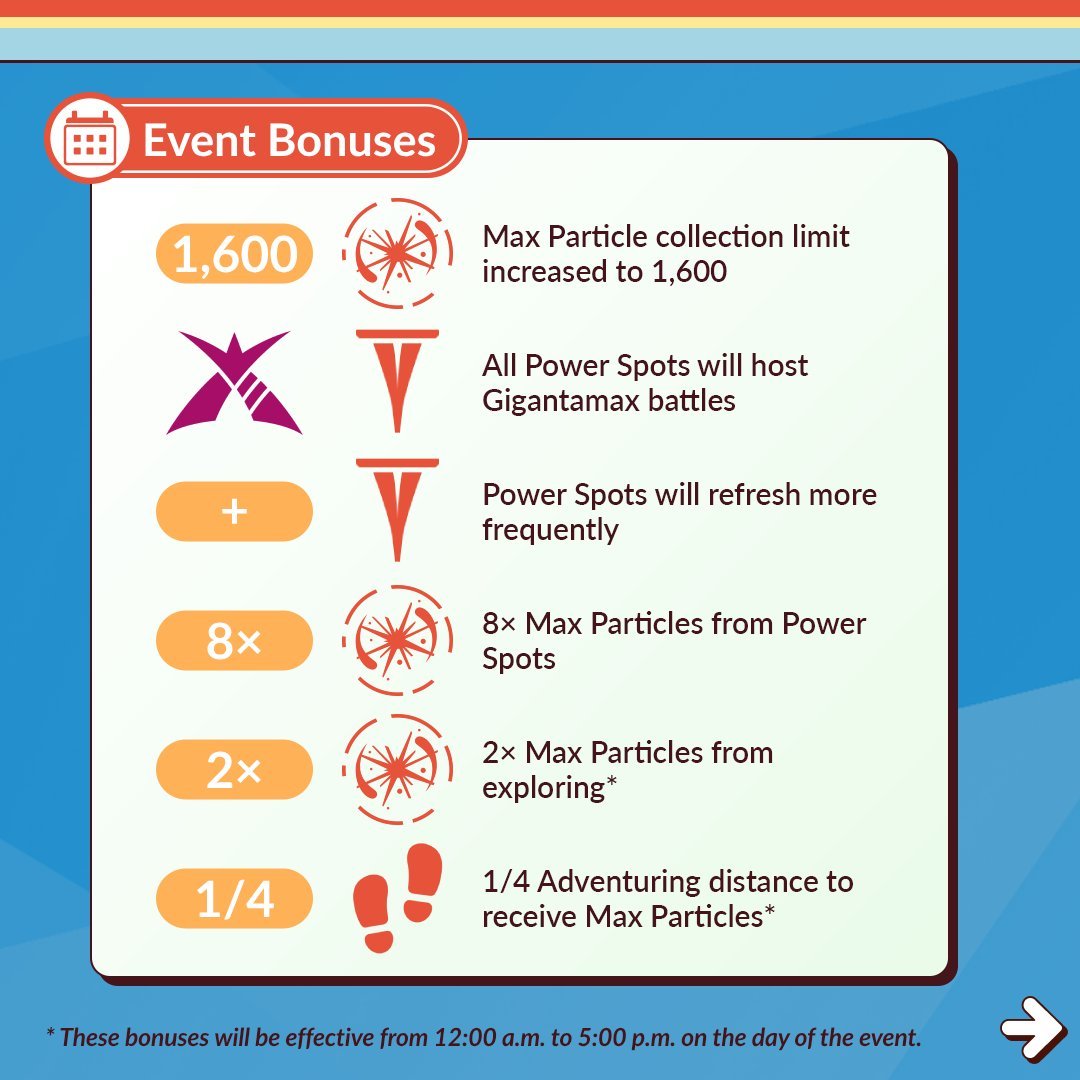 Event Bonuses
1,600
Max Particle collection limit
increased to 1,600
All Power Spots will host
Gigantamax battles
+
Power Spots will refresh more
frequently
8×
8× Max Particles from Power
Spots
2×
2× Max Particles from
exploring*
1/4
1/4 Adventuring distance to
receive Max Particles*
* These bonuses will be effective from 12:00 a.m. to 5:00 p.m. on the day of the event.